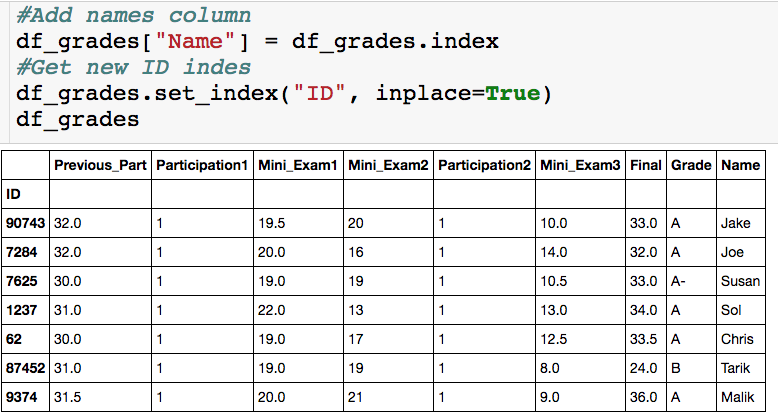 #Add names column
df_grades["Name"] = df_grades.index
#Get new ID indes
df_grades.set_index("ID", inplace=True)
df_grades
Previous_Part Participation1 Mini_Exam1 Mini_Exam2 Participation2 Mini_Exam3 Final Grade Name
ID
90743 32.0 1 19.5 20 1 10.0 33.0 A Jake
7284 32.0 1 20.0 16 1 14.0 32.0 A Joe
7625 30.0 1 19.0 19 1 10.5 33.0 A- Susan
1237 31.0 1 22.0 13 1 13.0 34.0 A Sol
62 30.0 1 19.0 17 1 12.5 33.5 A Chris
87452 31.0 1 19.0 19 1 8.0 24.0 B Tarik
9374 31.5 1 20.0 21 1 9.0 36.0 A Malik